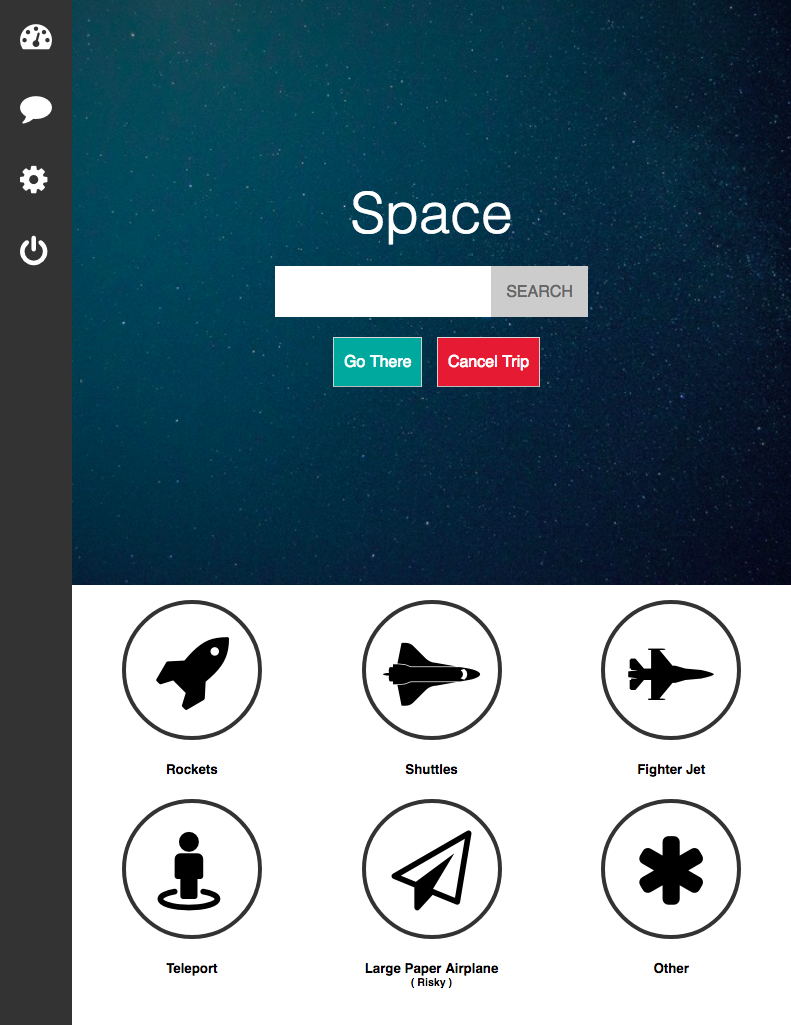 Space
SEARCH
Go There Cancel Trip
Rockets Shuttles Fighter Jet
Teleport Large Paper Airplane Other
( Risky )